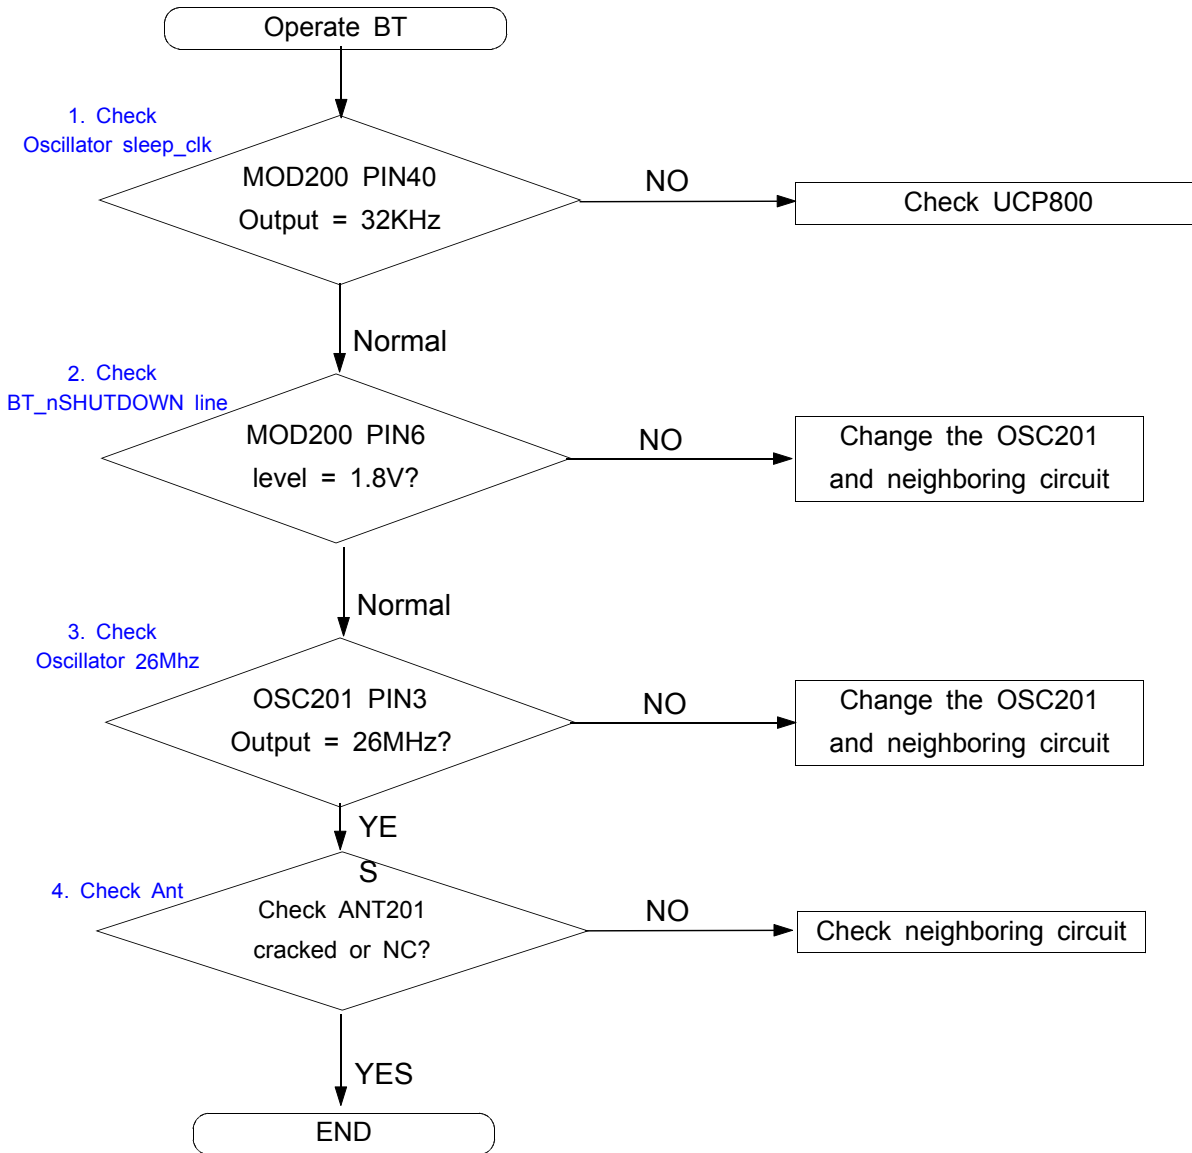 Operate BT
1. Check
Oscillator sleep_clk
MOD200 PIN40
Output = 32KHz
NO
Check UCP800
Normal
2. Check
BT_nSHUTDOWN line
MOD200 PIN6
level = 1.8V?
NO
Change the OSC201
and neighboring circuit
Normal
3. Check
Oscillator 26Mhz
OSC201 PIN3
Output = 26MHz?
NO
Change the OSC201
and neighboring circuit
YE
S
4. Check Ant
Check ANT201
cracked or NC?
NO
Check neighboring circuit
YES
END